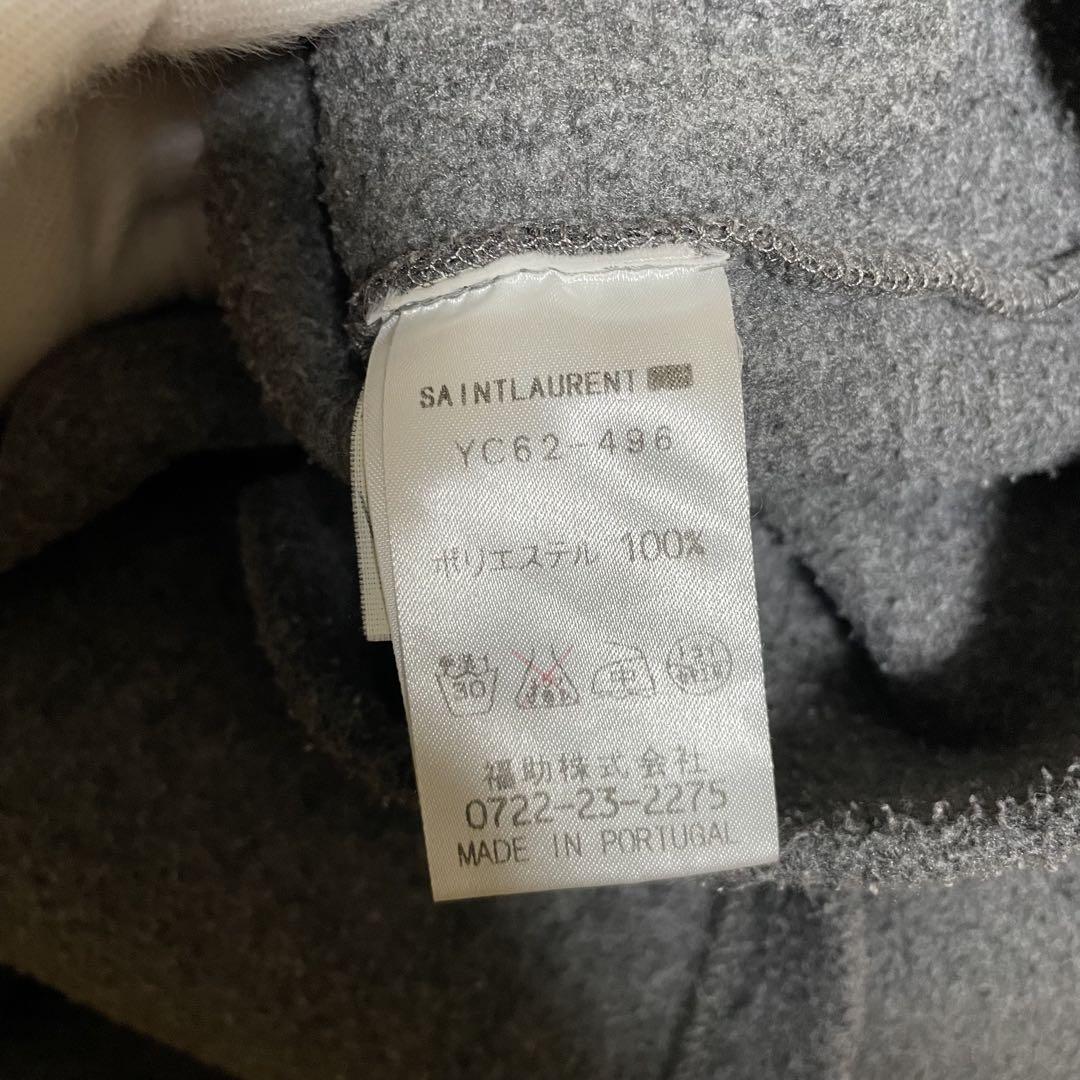 SAINTLAURENT
YC62-496
ポリエステル 100%
30
福助株式会社
0722-23-2275
MADE IN PORTUGAL